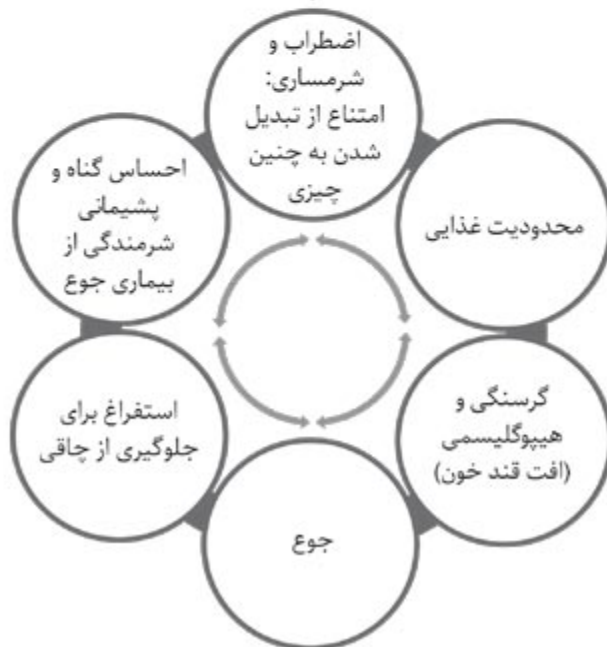 اضطراب و
شرمساری:
امتناع از تبدیل
شدن به چنین
چیزی
محدودیت غذایی
گرسنگی و
هیپوگلیسمی
(افت قند خون)
جوع
استفراغ برای
جلوگیری از چاقی
احساس گناه و
پشیمانی
شرمندگی از
بیماری جوع